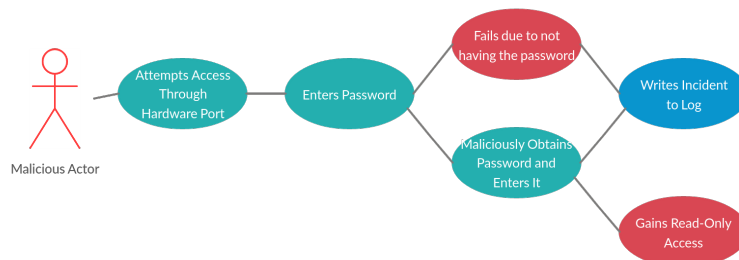 Malicious Actor
Attempts Access
Through
Hardware Port
Enters Password
Fails due to not
having the password
Maliciously Obtains
Password and
Enters It
Writes Incident
to Log
Gains Read-Only
Access